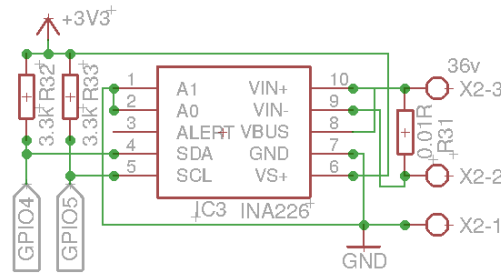 +3V3
36v
1 A1 VIN+ 10 X2-3
2 A0 VIN- 9
3 ALERT VBUS 8
4 SDA GND 7
5 SCL VS+ 6 X2-2
3.3k R32
3.3k R33
0.01R
R31
IC3 INA226
X2-1
GPIO4
GPIO5
GND